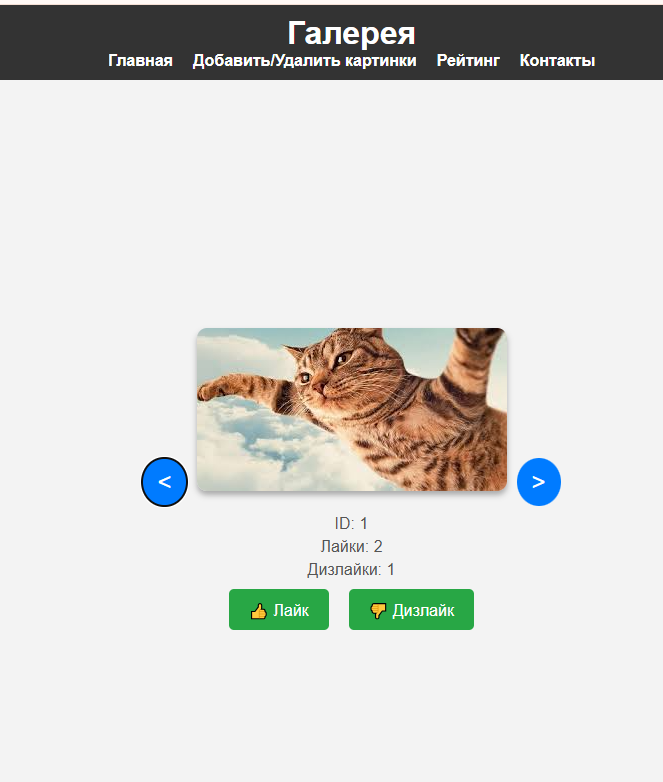 Галерея
Главная Добавить/Удалить картинки Рейтинг Контакты
< >
ID: 1
Лайки: 2
Дизлайки: 1
👍 Лайк 👎 Дизлайк